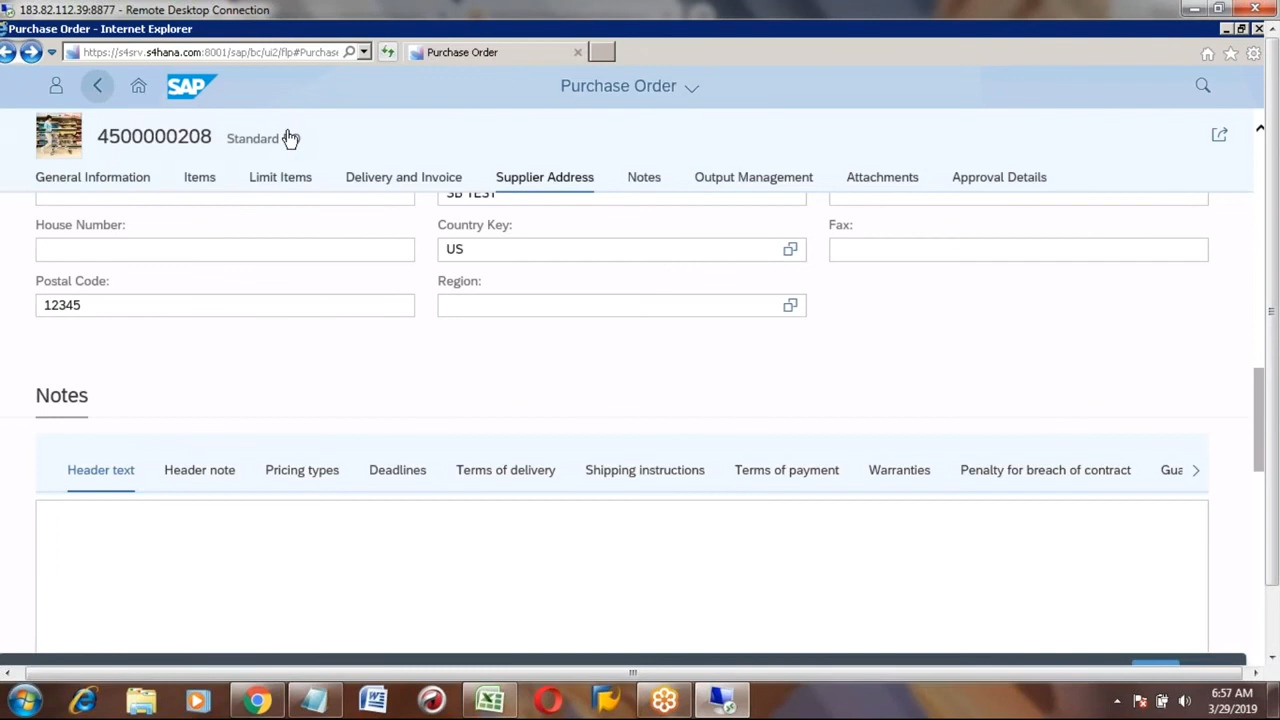 183.82.112.39:8877 - Remote Desktop Connection
Purchase Order - Internet Explorer
https://s4srv.s4hana.com:8001/sap/bc/ui2/flp#Purchase
Purchase Order
SAP
Purchase Order
4500000208
Standard
General Information
Items
Limit Items
Delivery and Invoice
Supplier Address
Notes
Output Management
Attachments
Approval Details
SB TEST
House Number:
Country Key:
Fax:
US
Postal Code:
Region:
12345
Notes
Header text
Header note
Pricing types
Deadlines
Terms of delivery
Shipping instructions
Terms of payment
Warranties
Penalty for breach of contract
Gua
6:57 AM
3/29/2019